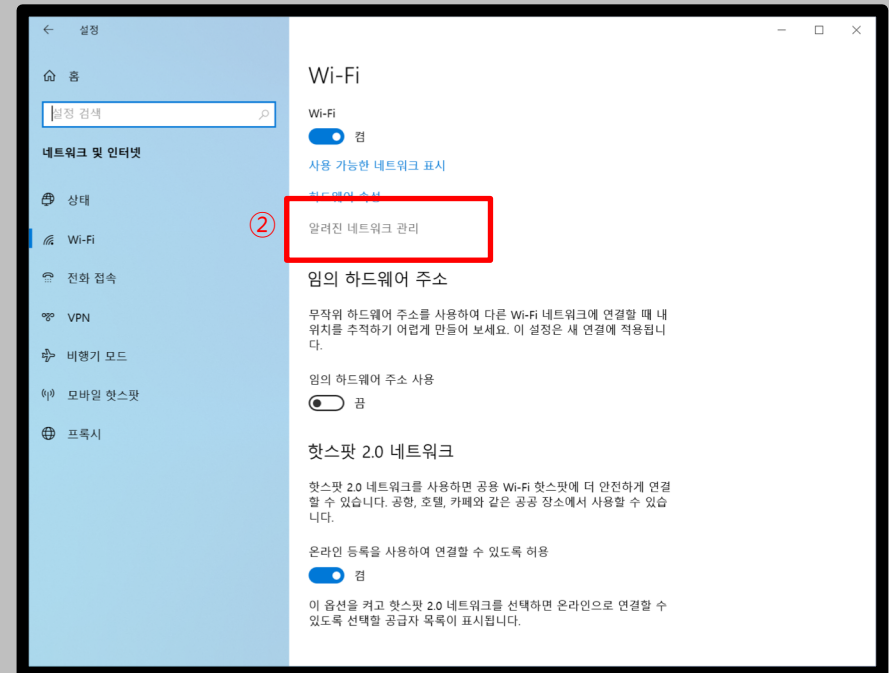 설정
홈
설정 검색
네트워크 및 인터넷
상태
Wi-Fi
전화 접속
VPN
비행기 모드
모바일 핫스팟
프록시
Wi-Fi
Wi-Fi
켬
사용 가능한 네트워크 표시
하드웨어 속성
②
알려진 네트워크 관리
임의 하드웨어 주소
무작위 하드웨어 주소를 사용하여 다른 Wi-Fi 네트워크에 연결할 때 내
위치를 추적하기 어렵게 만들어 보세요. 이 설정은 새 연결에 적용됩니
다.
임의 하드웨어 주소 사용
끔
핫스팟 2.0 네트워크
핫스팟 2.0 네트워크를 사용하면 공용 Wi-Fi 핫스팟에 더 안전하게 연결
할 수 있습니다. 공항, 호텔, 카페와 같은 공공 장소에서 사용할 수 있습
니다.
온라인 등록을 사용하여 연결할 수 있도록 허용
켬
이 옵션을 켜고 핫스팟 2.0 네트워크를 선택하면 온라인으로 연결할 수
있도록 선택할 공급자 목록이 표시됩니다.